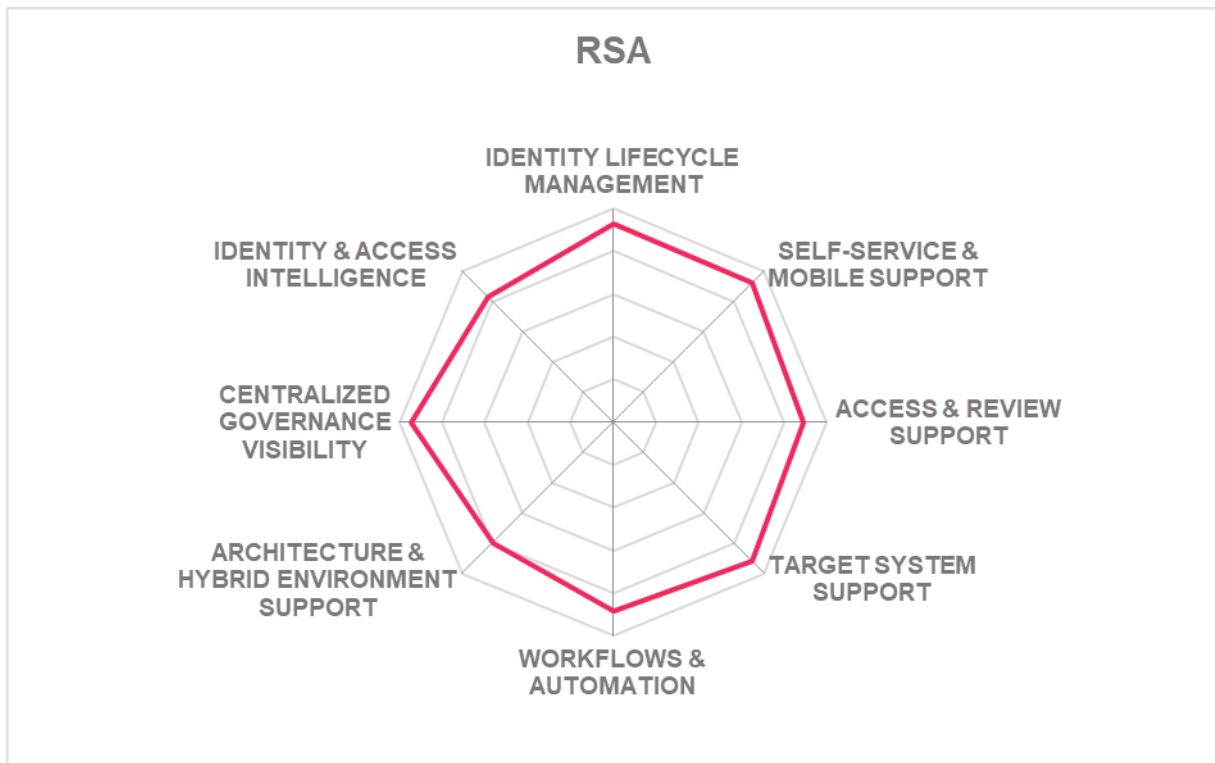 RSA
IDENTITY LIFECYCLE
MANAGEMENT
SELF-SERVICE &
MOBILE SUPPORT
ACCESS & REVIEW
SUPPORT
TARGET SYSTEM
SUPPORT
WORKFLOWS &
AUTOMATION
ARCHITECTURE &
HYBRID ENVIRONMENT
SUPPORT
CENTRALIZED
GOVERNANCE
VISIBILITY
IDENTITY & ACCESS
INTELLIGENCE